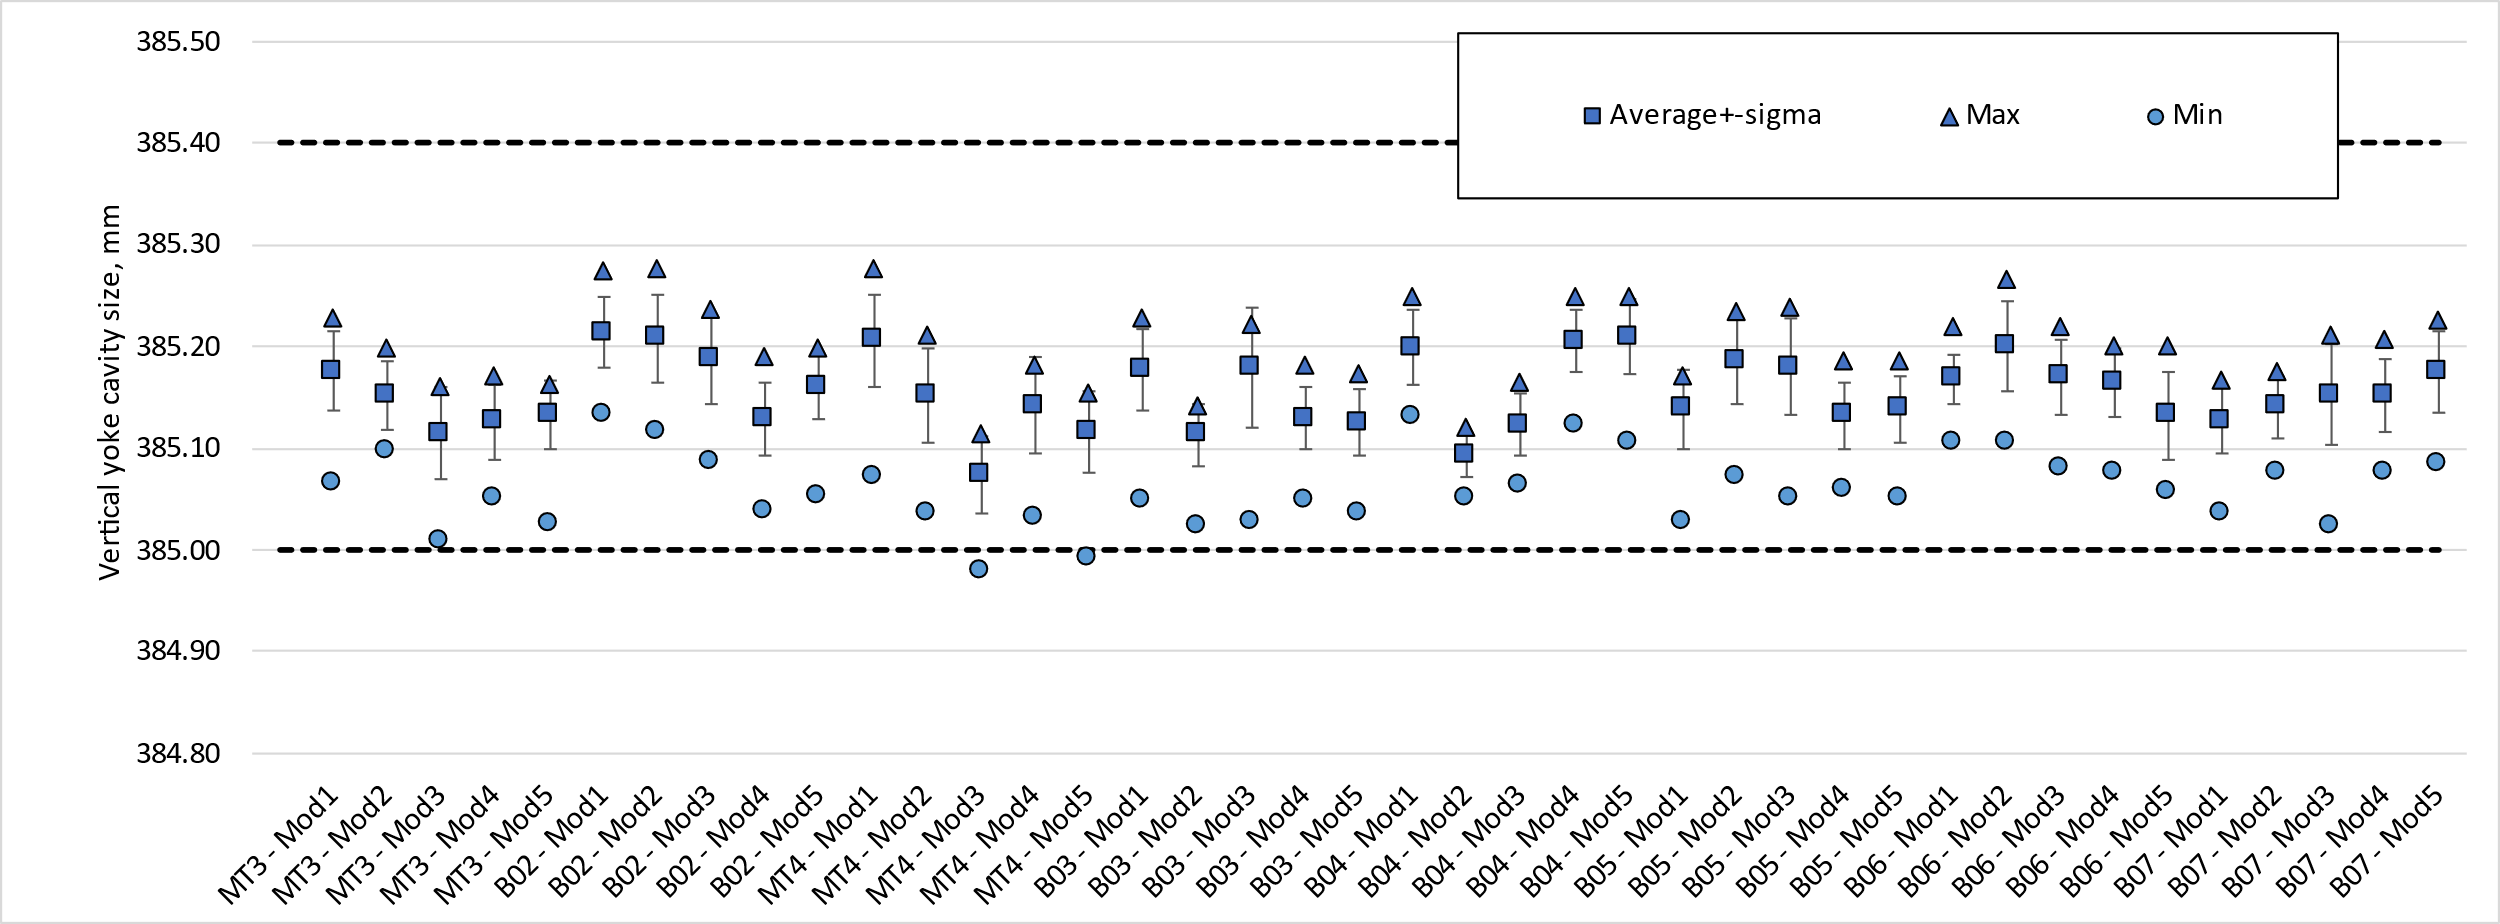 385.50
385.40
385.30
385.20
385.10
385.00
384.90
384.80
Vertical yoke cavity size, mm
Average+-sigma
Max
Min
MT3 - Mod1
MT3 - Mod2
MT3 - Mod3
MT3 - Mod4
MT3 - Mod5
B02 - Mod1
B02 - Mod2
B02 - Mod3
B02 - Mod4
B02 - Mod5
MT4 - Mod1
MT4 - Mod2
MT4 - Mod3
MT4 - Mod4
MT4 - Mod5
B03 - Mod1
B03 - Mod2
B03 - Mod3
B03 - Mod4
B03 - Mod5
B04 - Mod1
B04 - Mod2
B04 - Mod3
B04 - Mod4
B04 - Mod5
B05 - Mod1
B05 - Mod2
B05 - Mod3
B05 - Mod4
B05 - Mod5
B06 - Mod1
B06 - Mod2
B06 - Mod3
B06 - Mod4
B06 - Mod5
B07 - Mod1
B07 - Mod2
B07 - Mod3
B07 - Mod4
B07 - Mod5